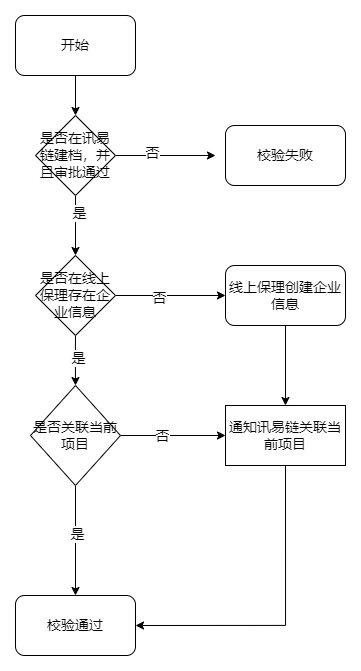 开始
是否在讯易
链建档，并
且审批通过
否
校验失败
是
是否在线上
保理存在企
业信息
否
线上保理创建企业
信息
是
是否关联当前
项目
否
通知讯易链关联当
前项目
是
校验通过